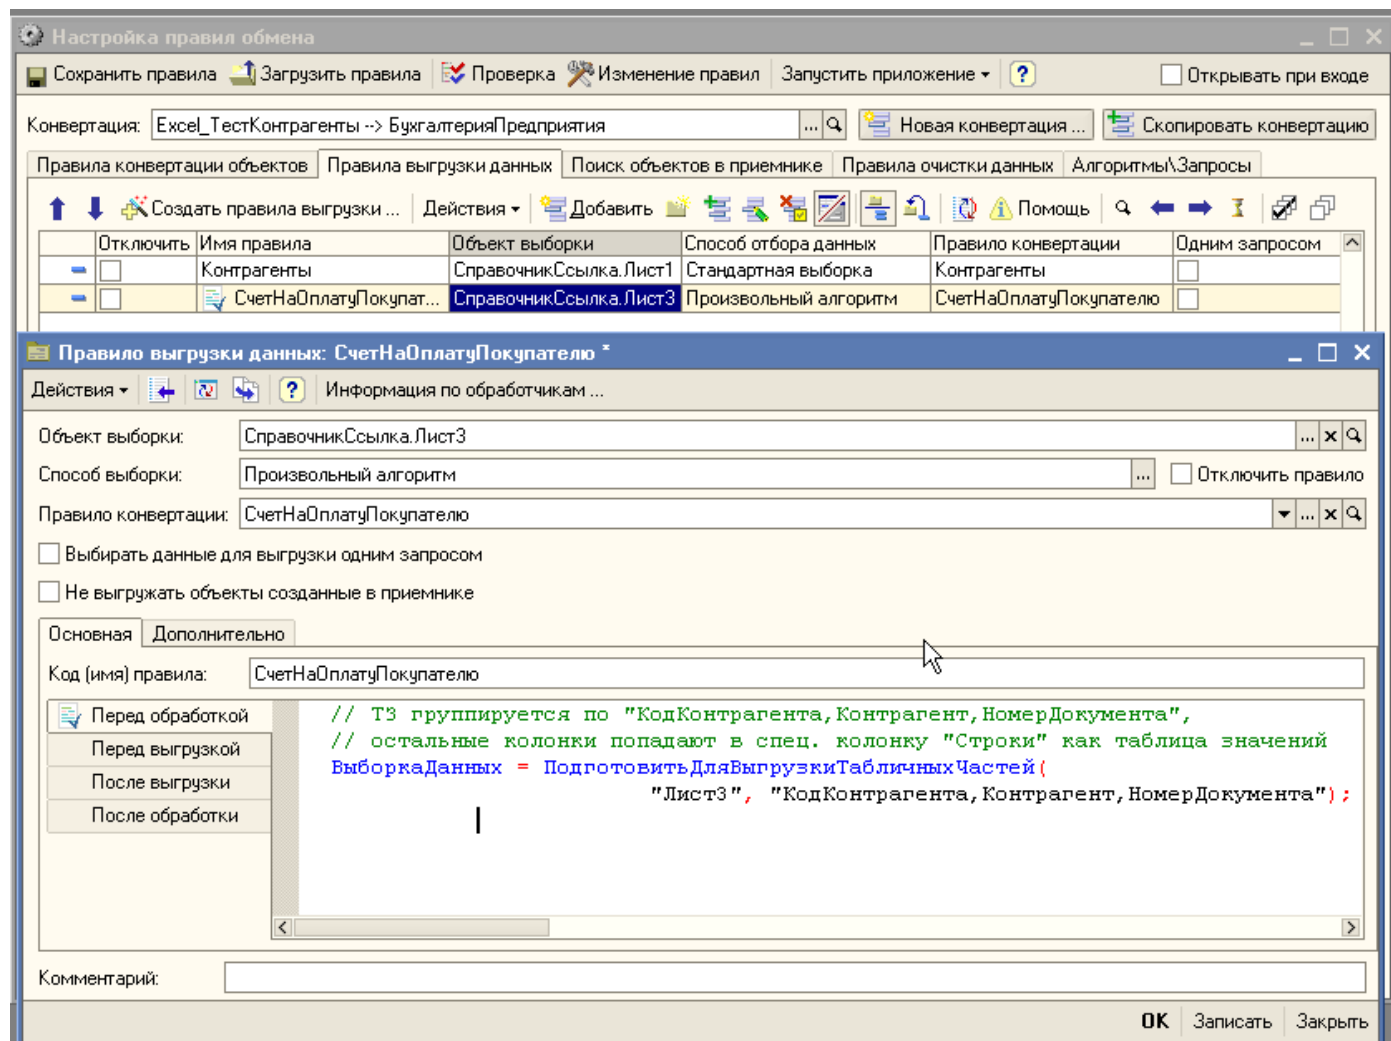 Настройка правил обмена
Сохранить правила Загрузить правила Проверка Изменение правил Запустить приложение ? Открывать при входе
Конвертация: Excel_ТестКонтрагенты --> БухгалтерияПредприятия ... Новая конвертация ... Скопировать конвертацию
Правила конвертации объектов Правила выгрузки данных Поиск объектов в приемнике Правила очистки данных Алгоритмы\Запросы
Создать правила выгрузки ... Действия Добавить Помощь
Отключить Имя правила Объект выборки Способ отбора данных Правило конвертации Одним запросом
Контрагенты СправочникСсылка.Лист1 Стандартная выборка Контрагенты
СчетНаОплатуПокупат... СправочникСсылка.Лист3 Произвольный алгоритм СчетНаОплатуПокупателю
Правило выгрузки данных: СчетНаОплатуПокупателю *
Действия ? Информация по обработчикам ...
Объект выборки: СправочникСсылка.Лист3 ... x
Способ выборки: Произвольный алгоритм ... Отключить правило
Правило конвертации: СчетНаОплатуПокупателю ... x
Выбирать данные для выгрузки одним запросом
Не выгружать объекты созданные в приемнике
Основная Дополнительно
Код (имя) правила: СчетНаОплатуПокупателю
Перед обработкой
Перед выгрузкой
После выгрузки
После обработки
// ТЗ группируется по "КодКонтрагента,Контрагент,НомерДокумента",
// остальные колонки попадают в спец. колонку "Строки" как таблица значений
ВыборкаДанных = ПодготовитьДляВыгрузкиТабличныхЧастей(
"Лист3", "КодКонтрагента,Контрагент,НомерДокумента");
Комментарий:
OK Записать Закрыть